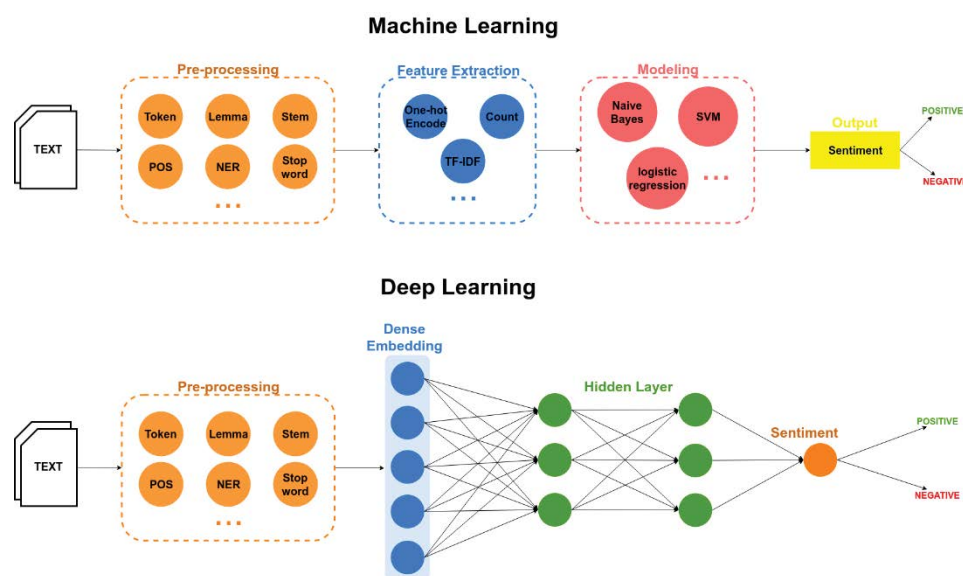 Machine Learning
Pre-processing
Feature Extraction
Modeling
Output
TEXT
Token
Lemma
Stem
POS
NER
Stop
word
...
One-hot
Encode
Count
TF-IDF
...
Naive
Bayes
SVM
logistic
regression
...
Sentiment
POSITIVE
NEGATIVE
Deep Learning
Dense
Embedding
Pre-processing
Hidden Layer
Sentiment
TEXT
Token
Lemma
Stem
POS
NER
Stop
word
...
POSITIVE
NEGATIVE